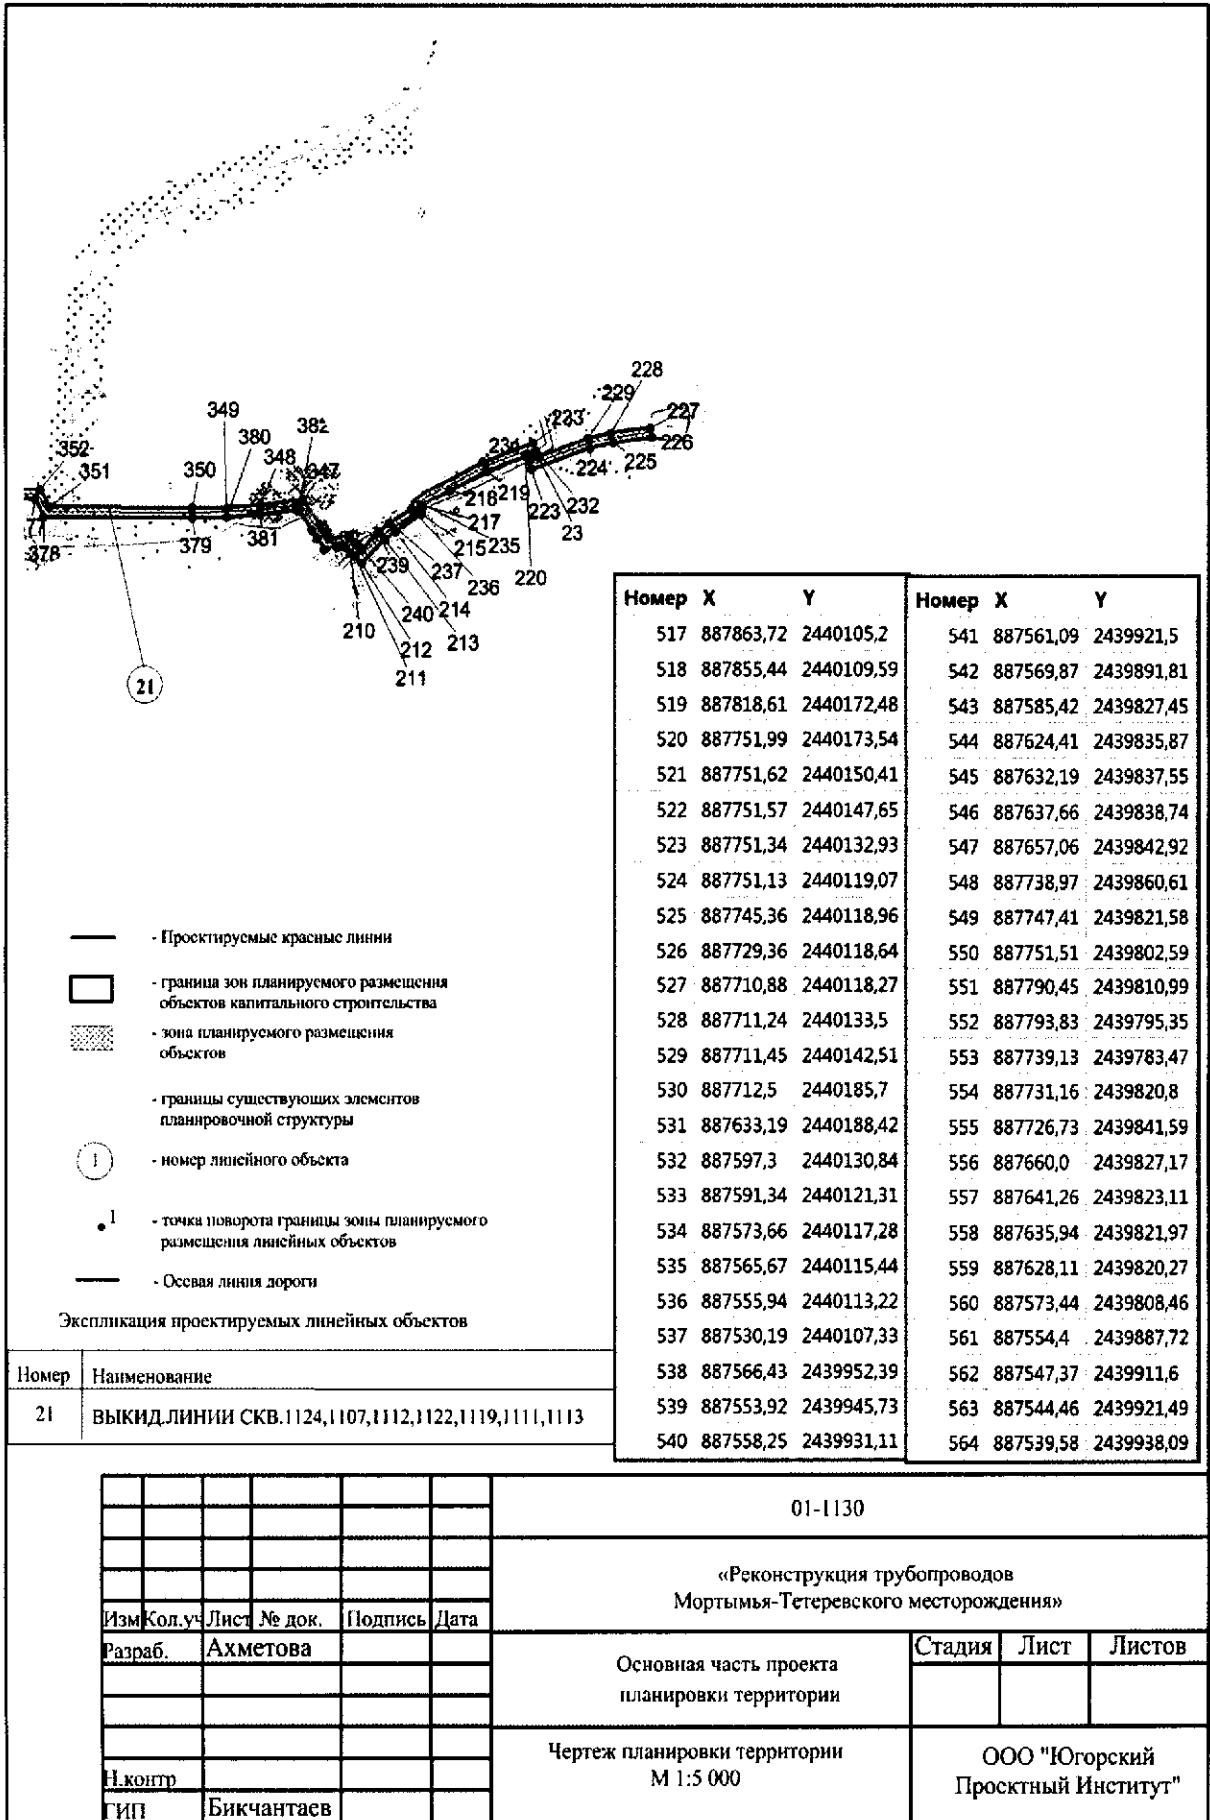 228
229
227
349
382
233
352
380
234
226
351
350
348
347
224
225
218
219
232
223
77
217
23
378
379
381
215
235
239
237
236
220
240
214
210
212
213
211
21
Номер X Y
517 887863,72 2440105,2
518 887855,44 2440109,59
519 887818,61 2440172,48
520 887751,99 2440173,54
521 887751,62 2440150,41
522 887751,57 2440147,65
523 887751,34 2440132,93
524 887751,13 2440119,07
525 887745,36 2440118,96
526 887729,36 2440118,64
527 887710,88 2440118,27
528 887711,24 2440133,5
529 887711,45 2440142,51
530 887712,5 2440185,7
531 887633,19 2440188,42
532 887597,3 2440130,84
533 887591,34 2440121,31
534 887573,66 2440117,28
535 887565,67 2440115,44
536 887555,94 2440113,22
537 887530,19 2440107,33
538 887566,43 2439952,39
539 887553,92 2439945,73
540 887558,25 2439931,11
Номер X Y
541 887561,09 2439921,5
542 887569,87 2439891,81
543 887585,42 2439827,45
544 887624,41 2439835,87
545 887632,19 2439837,55
546 887637,66 2439838,74
547 887657,06 2439842,92
548 887738,97 2439860,61
549 887747,41 2439821,58
550 887751,51 2439802,59
551 887790,45 2439810,99
552 887793,83 2439795,35
553 887739,13 2439783,47
554 887731,16 2439820,8
555 887726,73 2439841,59
556 887660,0 2439827,17
557 887641,26 2439823,11
558 887635,94 2439821,97
559 887628,11 2439820,27
560 887573,44 2439808,46
561 887554,4 2439887,72
562 887547,37 2439911,6
563 887544,46 2439921,49
564 887539,58 2439938,09
- Проектируемые красные линии
- граница зон планируемого размещения
объектов капитального строительства
- зона планируемого размещения
объектов
- границы существующих элементов
планировочной структуры
1 - номер линейного объекта
1 - точка поворота границы зоны планируемого
размещения линейных объектов
- Осевая линия дороги
Экспликация проектируемых линейных объектов
Номер Наименование
21 ВЫКИД.ЛИНИИ СКВ.1124,1107,1112,1122,1119,1111,1113
01-1130
«Реконструкция трубопроводов
Мортымья-Тетеревского месторождения»
Изм Кол.уч Лист № док. Подпись Дата
Разраб. Ахметова
Основная часть проекта
планировки территории
Стадия Лист Листов
Чертеж планировки территории
М 1:5 000
ООО "Югорский
Проектный Институт"
Н.контр
ГИП Бикчантаев